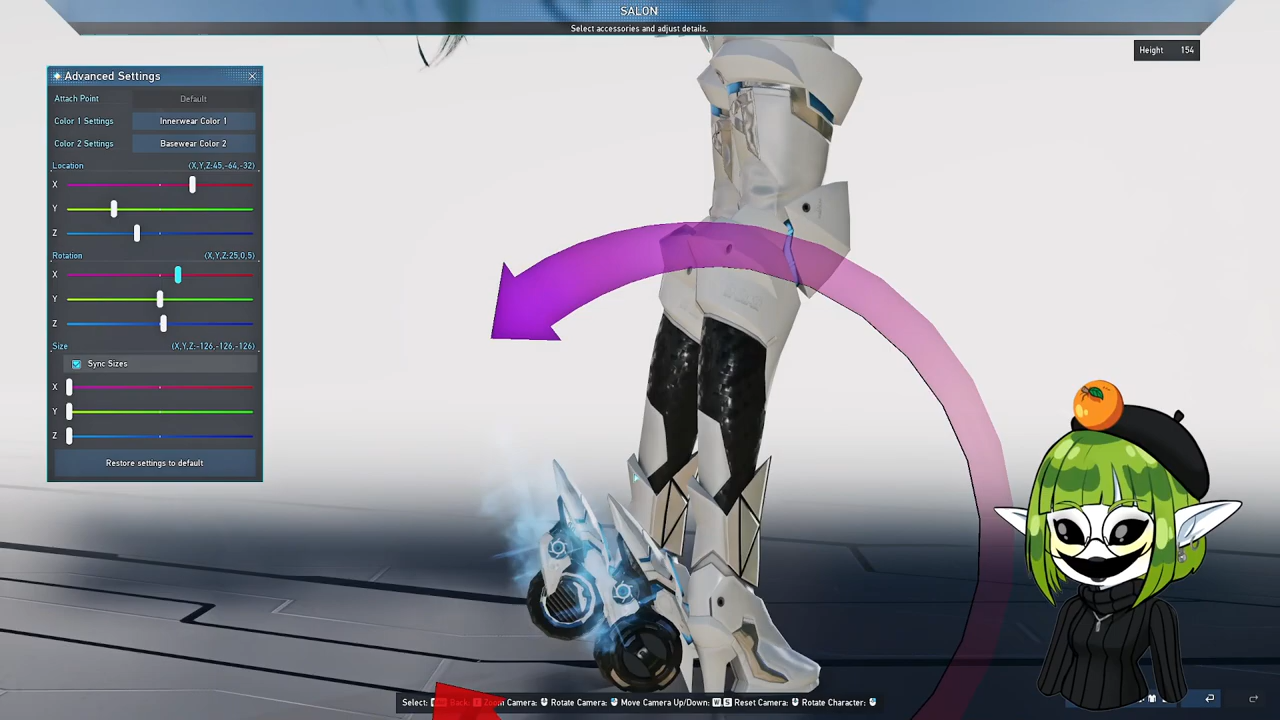 SALON
Select accessories and adjust details.
Height 154
Advanced Settings
Attach Point Default
Color 1 Settings Innerwear Color 1
Color 2 Settings Basewear Color 2
Location (X,Y,Z:45,-64,-32)
X
Y
Z
Rotation (X,Y,Z:25,0,5)
X
Y
Z
Size (X,Y,Z:-126,-126,-126)
Sync Sizes
X
Y
Z
Restore settings to default
Select: Back: Zoom Camera: Rotate Camera: Move Camera Up/Down: W,S Reset Camera: Rotate Character: